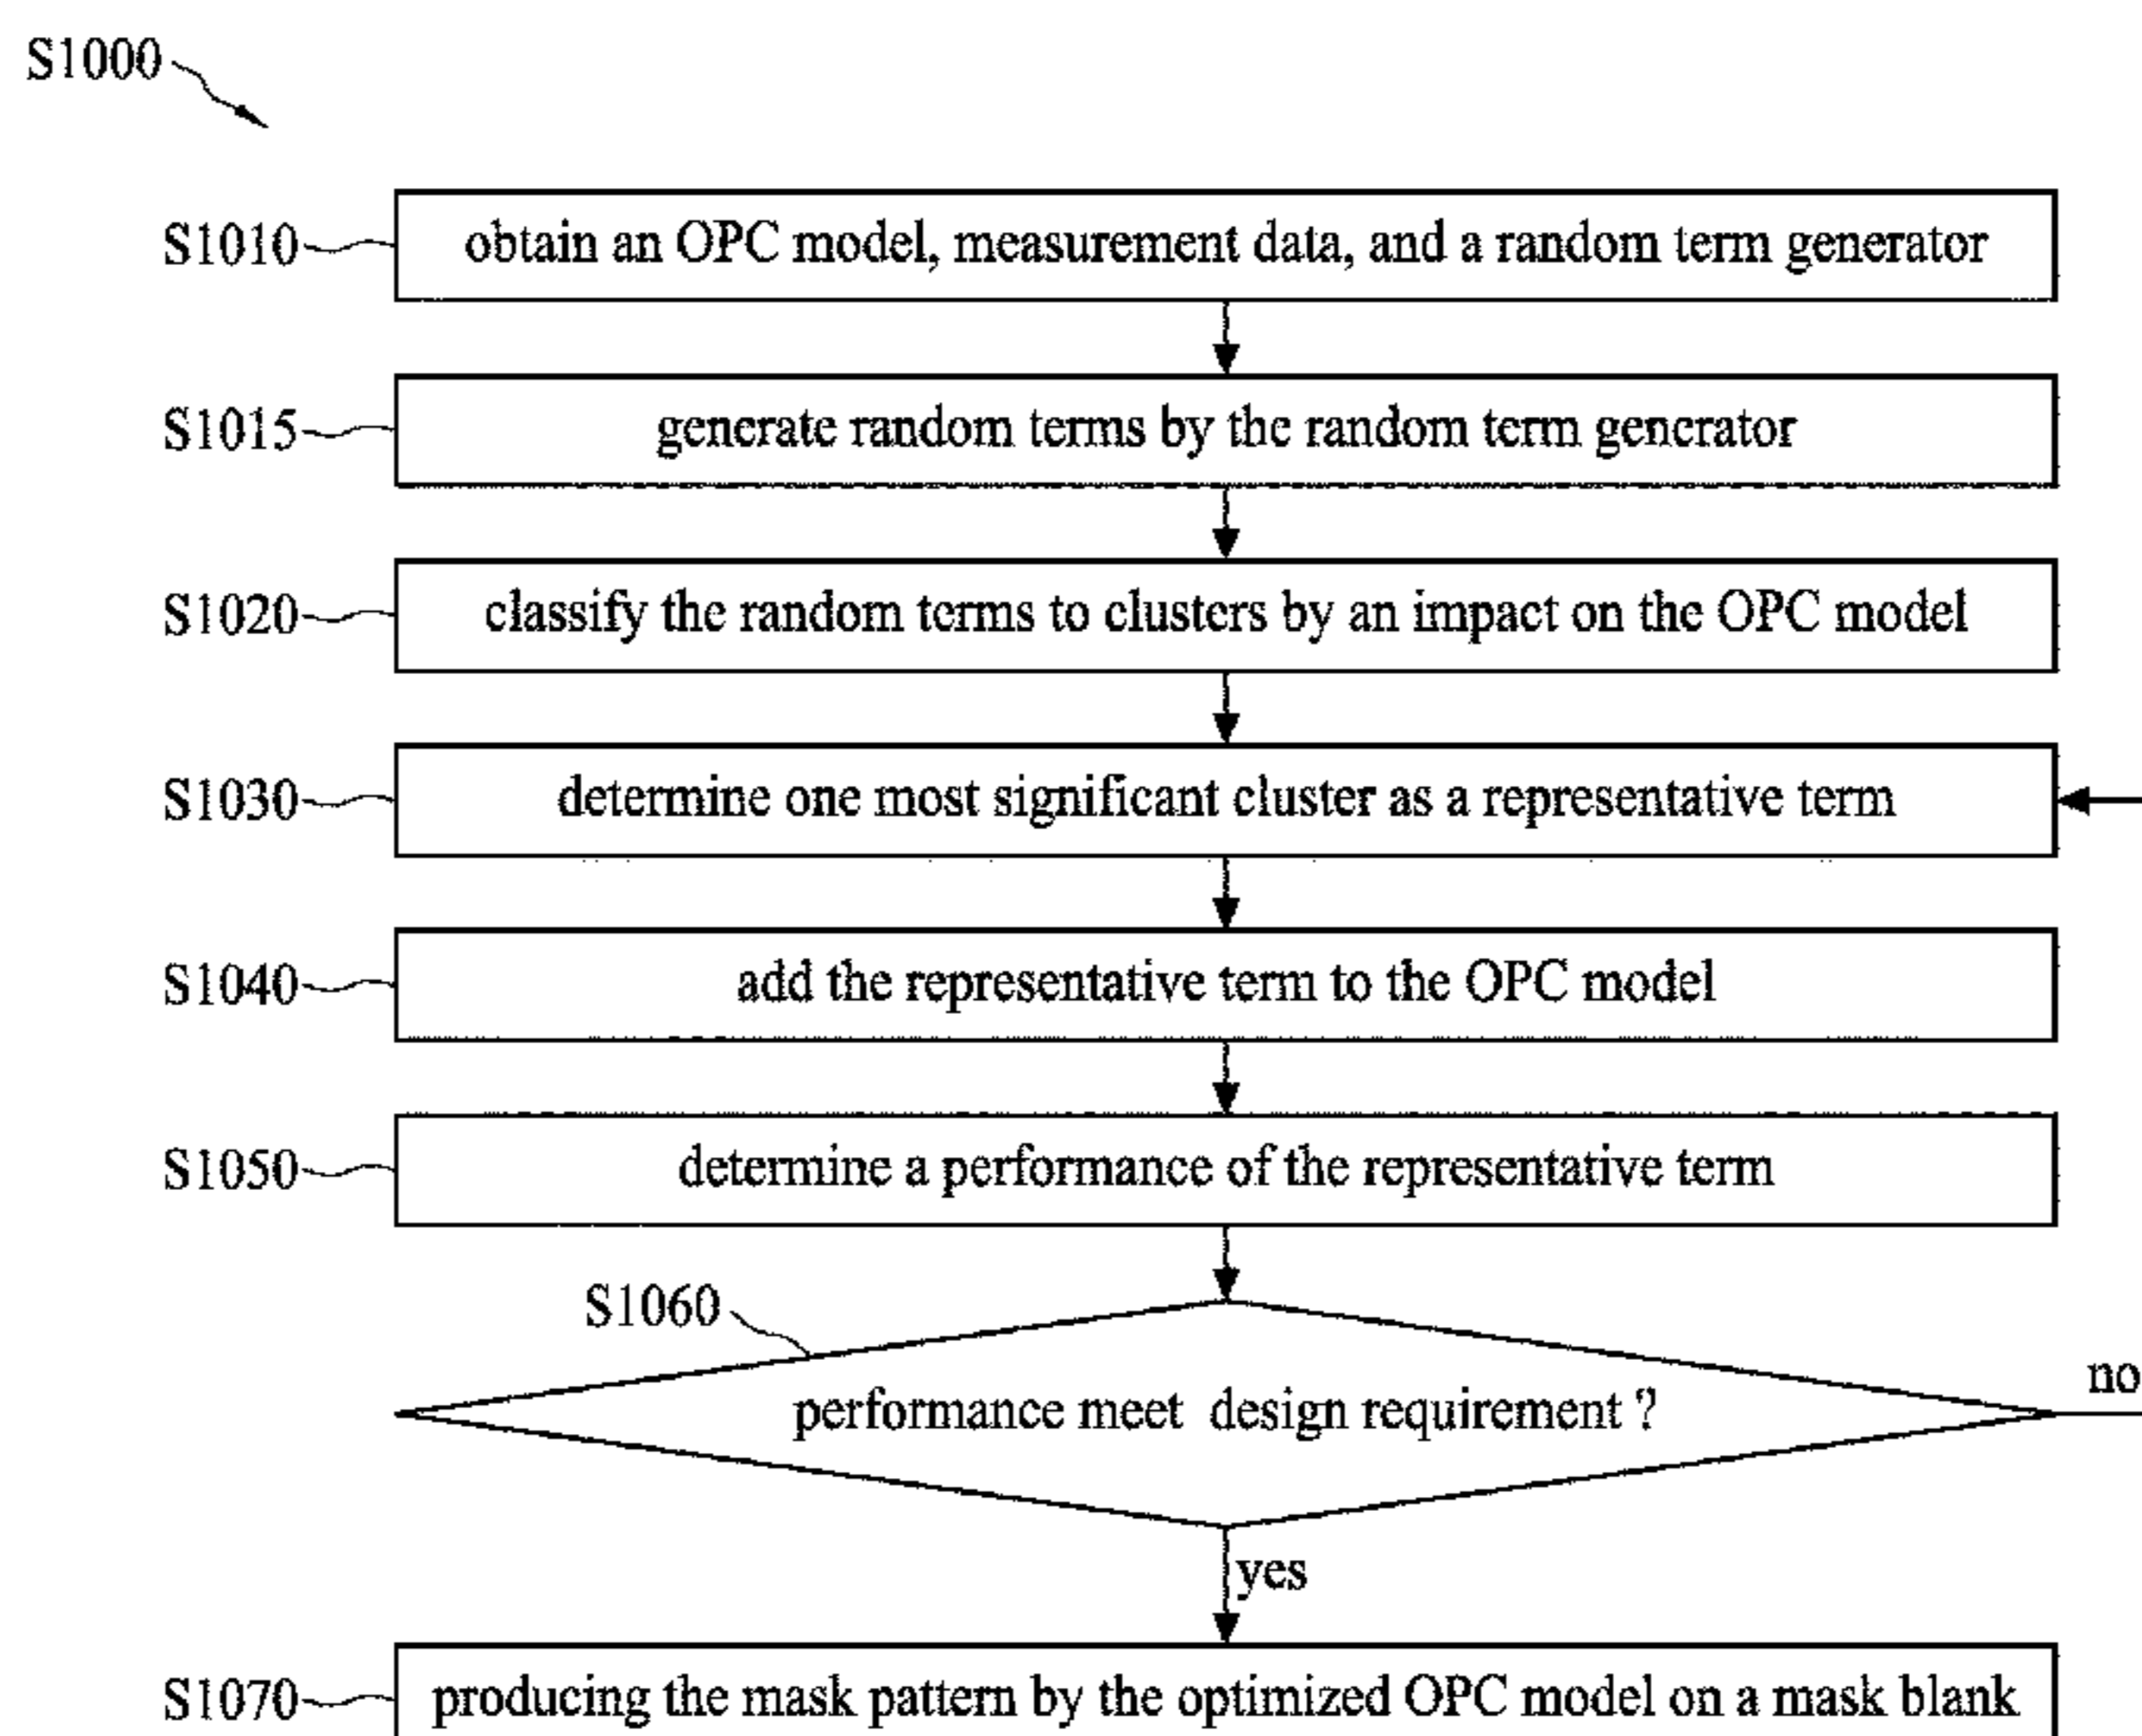 S1000
S1010 obtain an OPC model, measurement data, and a random term generator
S1015 generate random terms by the random term generator
S1020 classify the random terms to clusters by an impact on the OPC model
S1030 determine one most significant cluster as a representative term
S1040 add the representative term to the OPC model
S1050 determine a performance of the representative term
S1060
performance meet design requirement ?
no
yes
S1070 producing the mask pattern by the optimized OPC model on a mask blank